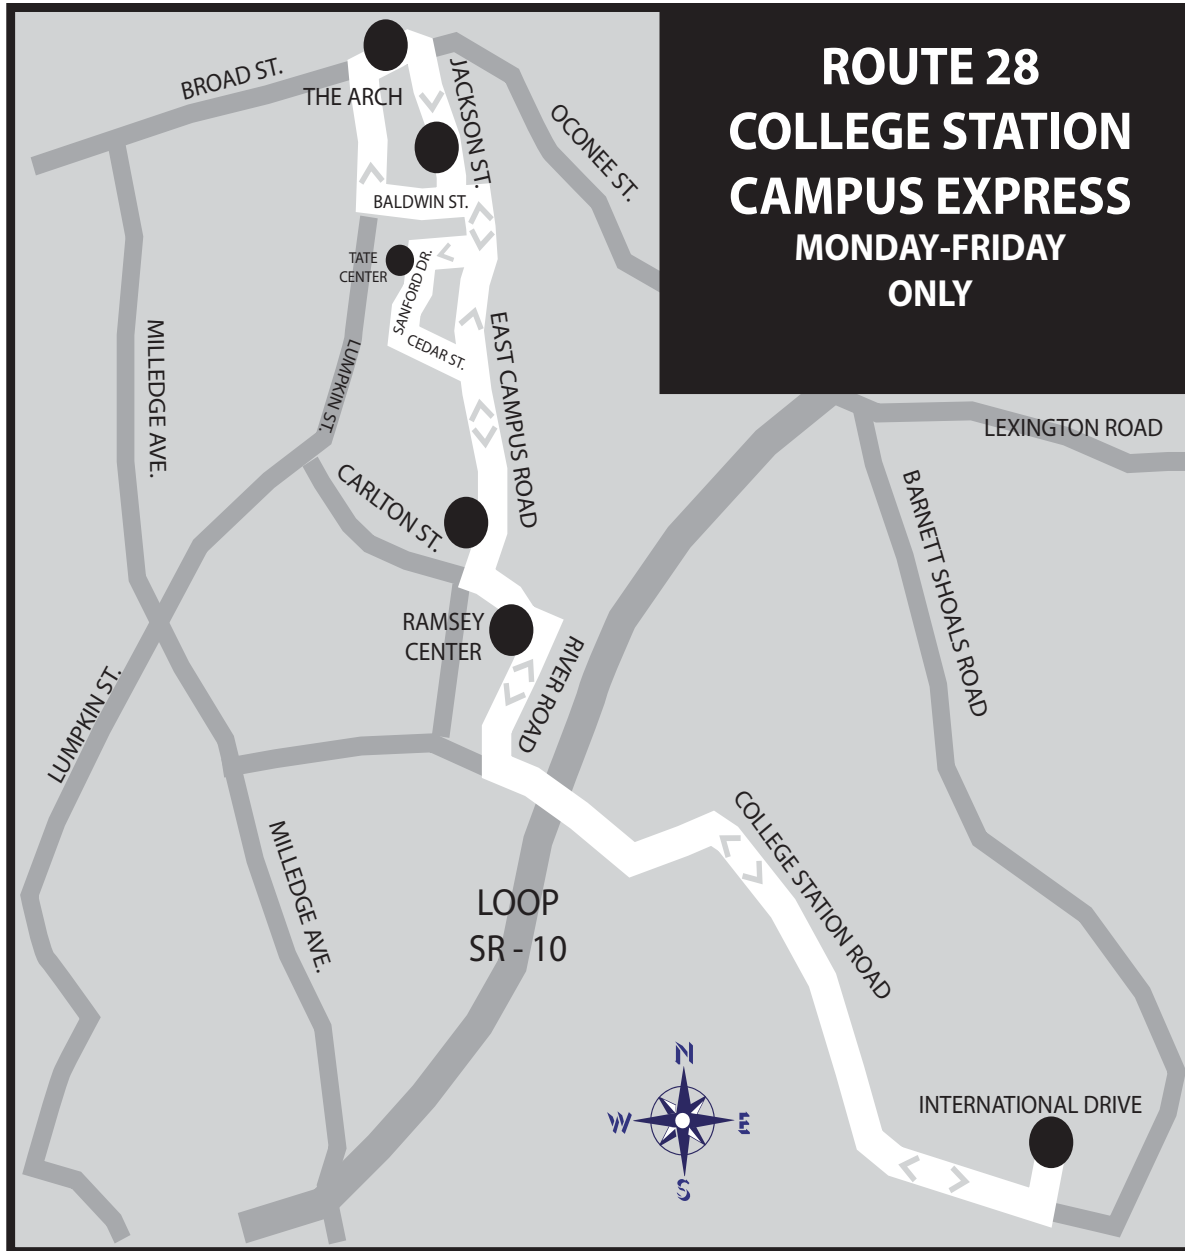 ROUTE 28
COLLEGE STATION
CAMPUS EXPRESS
MONDAY-FRIDAY
ONLY
BROAD ST.
THE ARCH
JACKSON ST.
OCONEE ST.
BALDWIN ST.
TATE
CENTER
SANFORD DR.
CEDAR ST.
MILLEDGE AVE.
LUMPKIN ST.
EAST CAMPUS ROAD
LEXINGTON ROAD
CARLTON ST.
BARNETT SHOALS ROAD
RAMSEY
CENTER
RIVER ROAD
LUMPKIN ST.
MILLEDGE AVE.
COLLEGE STATION ROAD
LOOP
SR - 10
N
W
E
S
INTERNATIONAL DRIVE